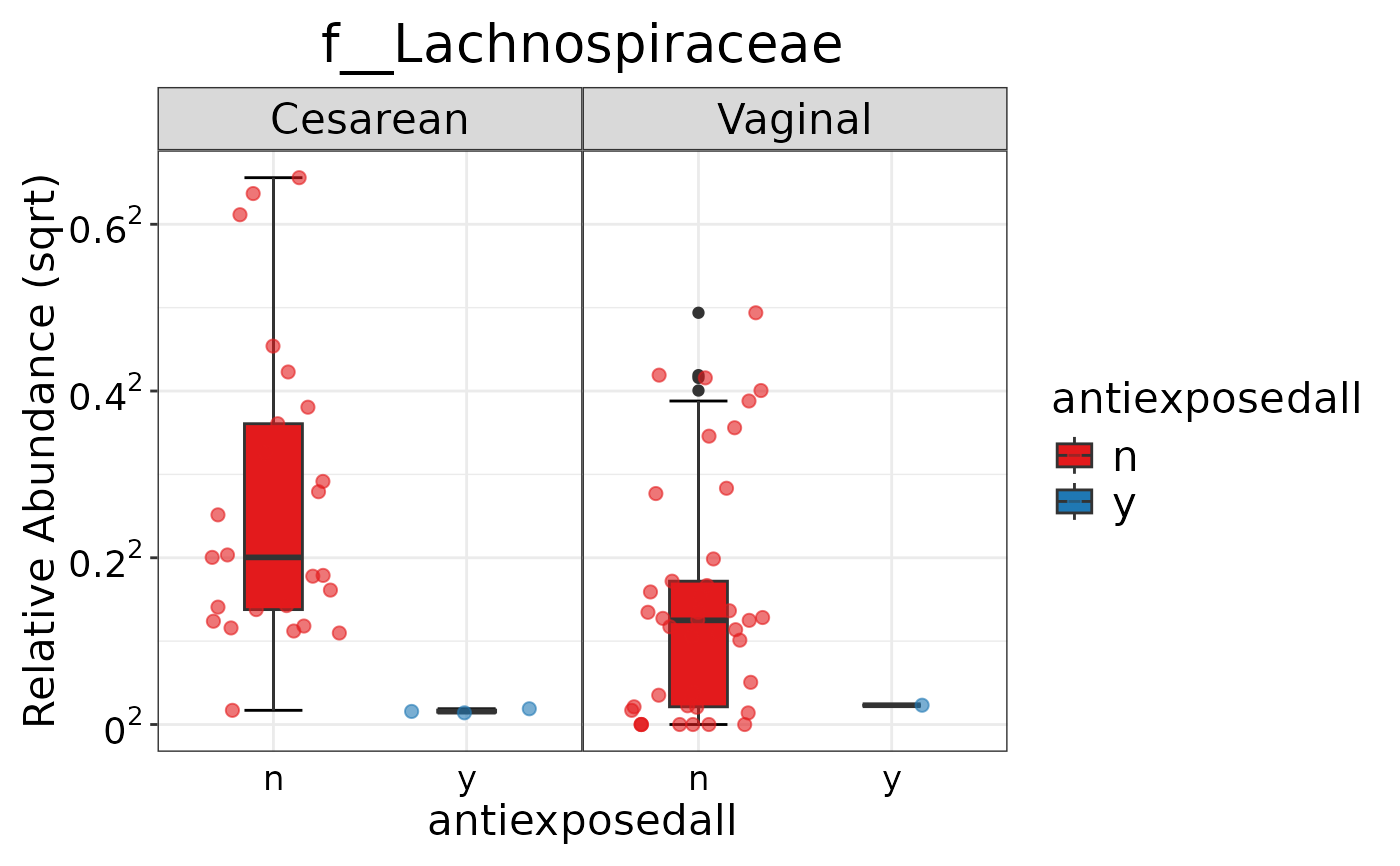 f__Lachnospiraceae
Cesarean
Vaginal
Relative Abundance (sqrt)
0.6²
0.4²
0.2²
0²
n
y
n
y
antiexposedall
antiexposedall
n
y